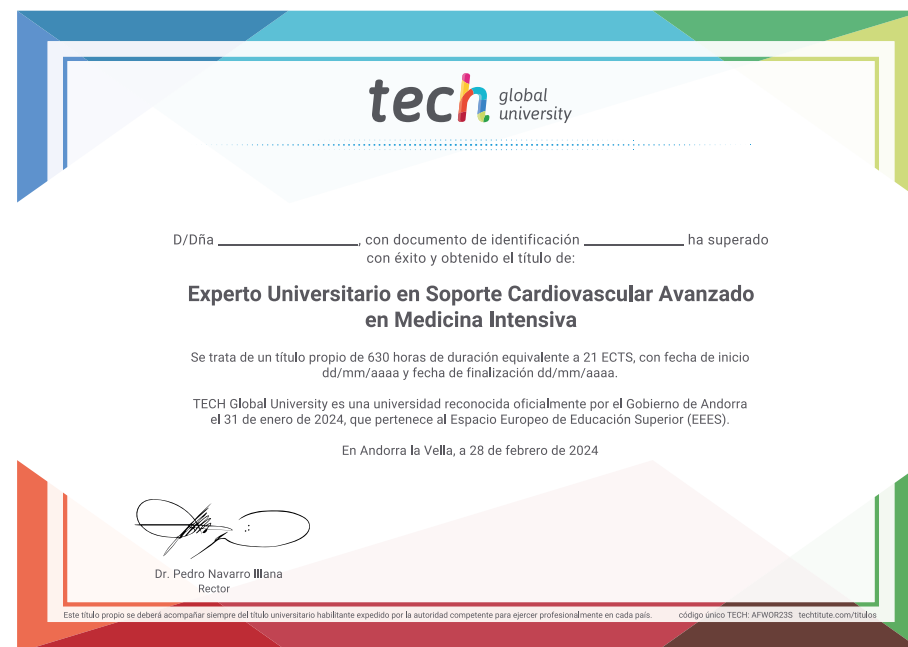 tech global university
D/Dña ______________, con documento de identificación __________ ha superado
con éxito y obtenido el título de:
Experto Universitario en Soporte Cardiovascular Avanzado
en Medicina Intensiva
Se trata de un título propio de 630 horas de duración equivalente a 21 ECTS, con fecha de inicio
dd/mm/aaaa y fecha de finalización dd/mm/aaaa.
TECH Global University es una universidad reconocida oficialmente por el Gobierno de Andorra
el 31 de enero de 2024, que pertenece al Espacio Europeo de Educación Superior (EEES).
En Andorra la Vella, a 28 de febrero de 2024
Dr. Pedro Navarro Illana
Rector
Este título propio se deberá acompañar siempre del título universitario habilitante expedido por la autoridad competente para ejercer profesionalmente en cada país. código único TECH: AFWOR23S techtitute.com/titulos